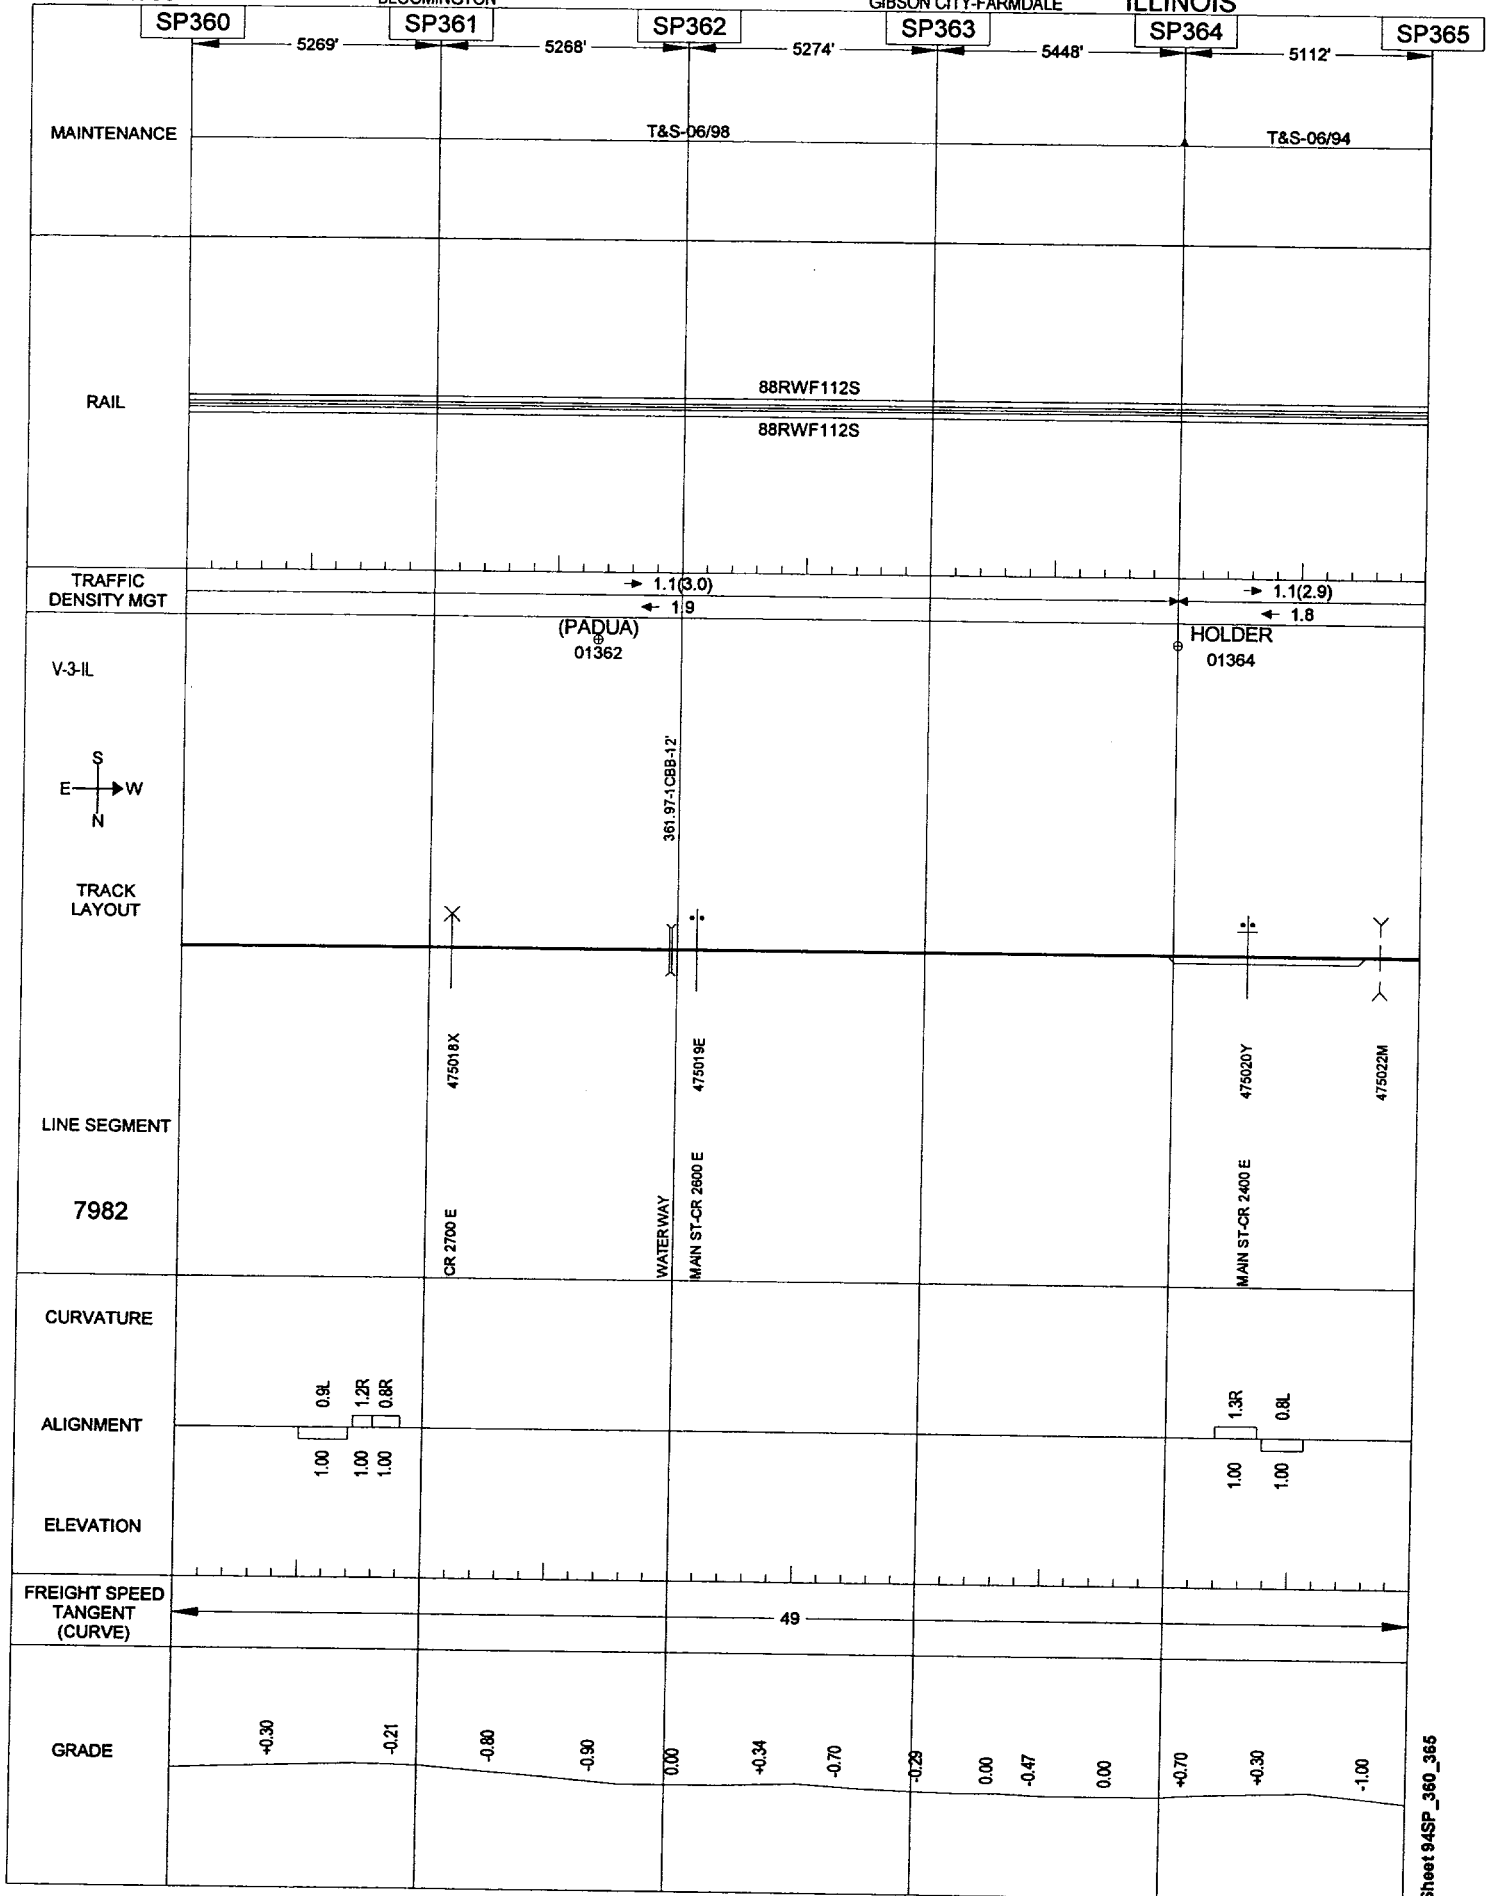 BLOOMINGTON
GIBSON CITY-FARMDALE
ILLINOIS
SP360
SP361
SP362
SP363
SP364
SP365
5269'
5268'
5274'
5448'
5112'
MAINTENANCE
T&S-06/98
T&S-06/94
RAIL
88RWF112S
88RWF112S
TRAFFIC
DENSITY MGT
1.1(3.0)
1.9
1.1(2.9)
1.8
(PADUA)
01362
HOLDER
01364
V-3-IL
S
E
W
N
361.97-1CBB-12'
TRACK
LAYOUT
475018X
475019E
475020Y
475022M
LINE SEGMENT
7982
CR 2700 E
WATERWAY
MAIN ST-CR 2600 E
MAIN ST-CR 2400 E
CURVATURE
0.9L
1.2R
0.8R
1.3R
0.8L
ALIGNMENT
1.00
1.00
1.00
1.00
1.00
ELEVATION
FREIGHT SPEED
TANGENT
(CURVE)
49
GRADE
+0.30
-0.21
-0.80
-0.90
0.00
+0.34
-0.70
-0.29
0.00
-0.47
0.00
+0.70
+0.30
-1.00
Sheet 94SP_360_365